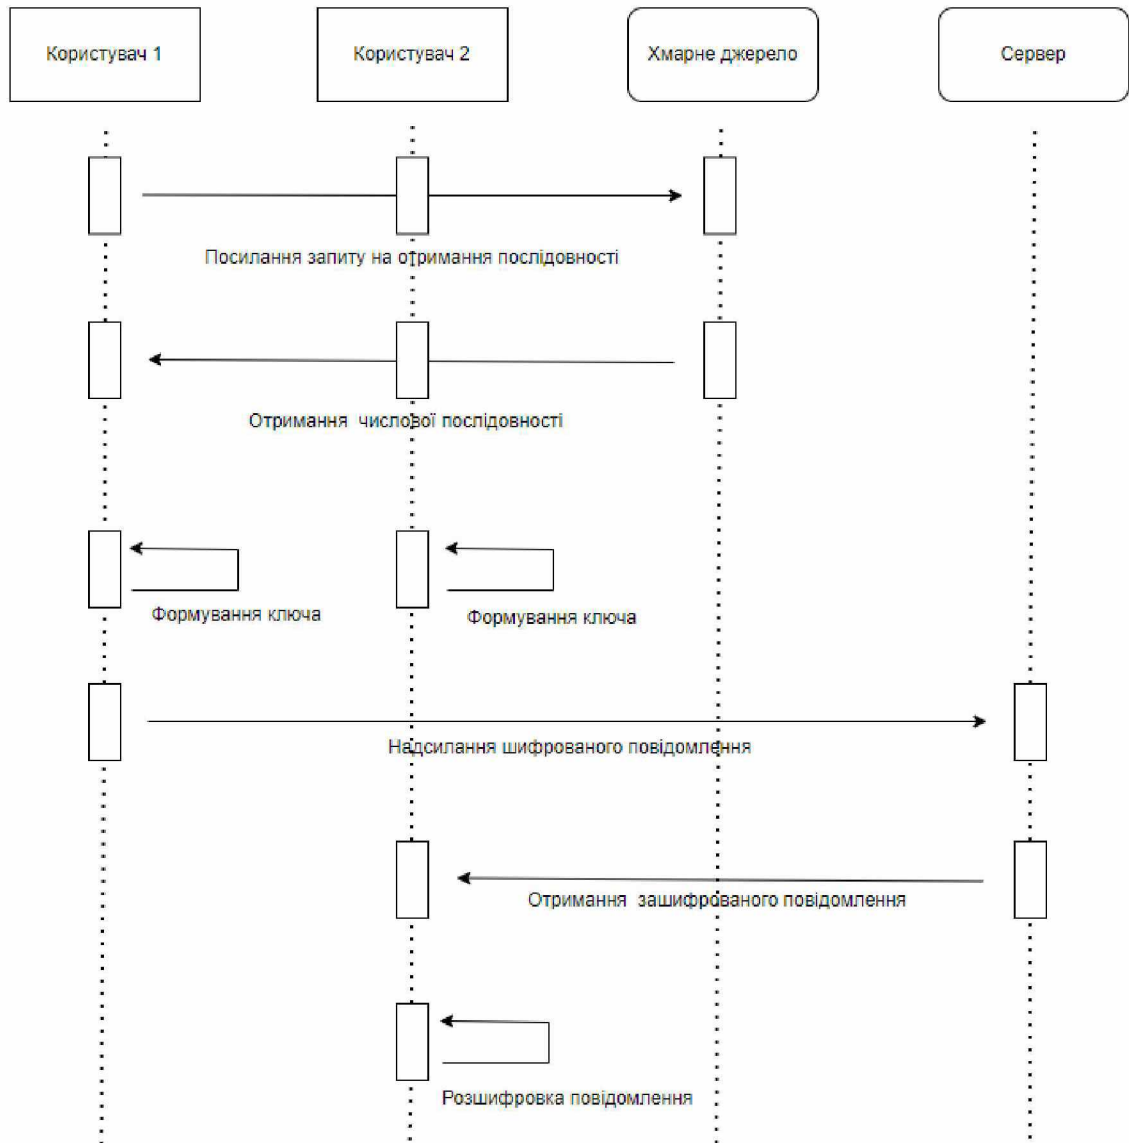 Користувач 1
Користувач 2
Хмарне джерело
Сервер
Посилання запиту на отримання послідовності
Отримання числової послідовності
Формування ключа
Формування ключа
Надсилання шифрованого повідомлення
Отримання зашифрованого повідомлення
Розшифровка повідомлення